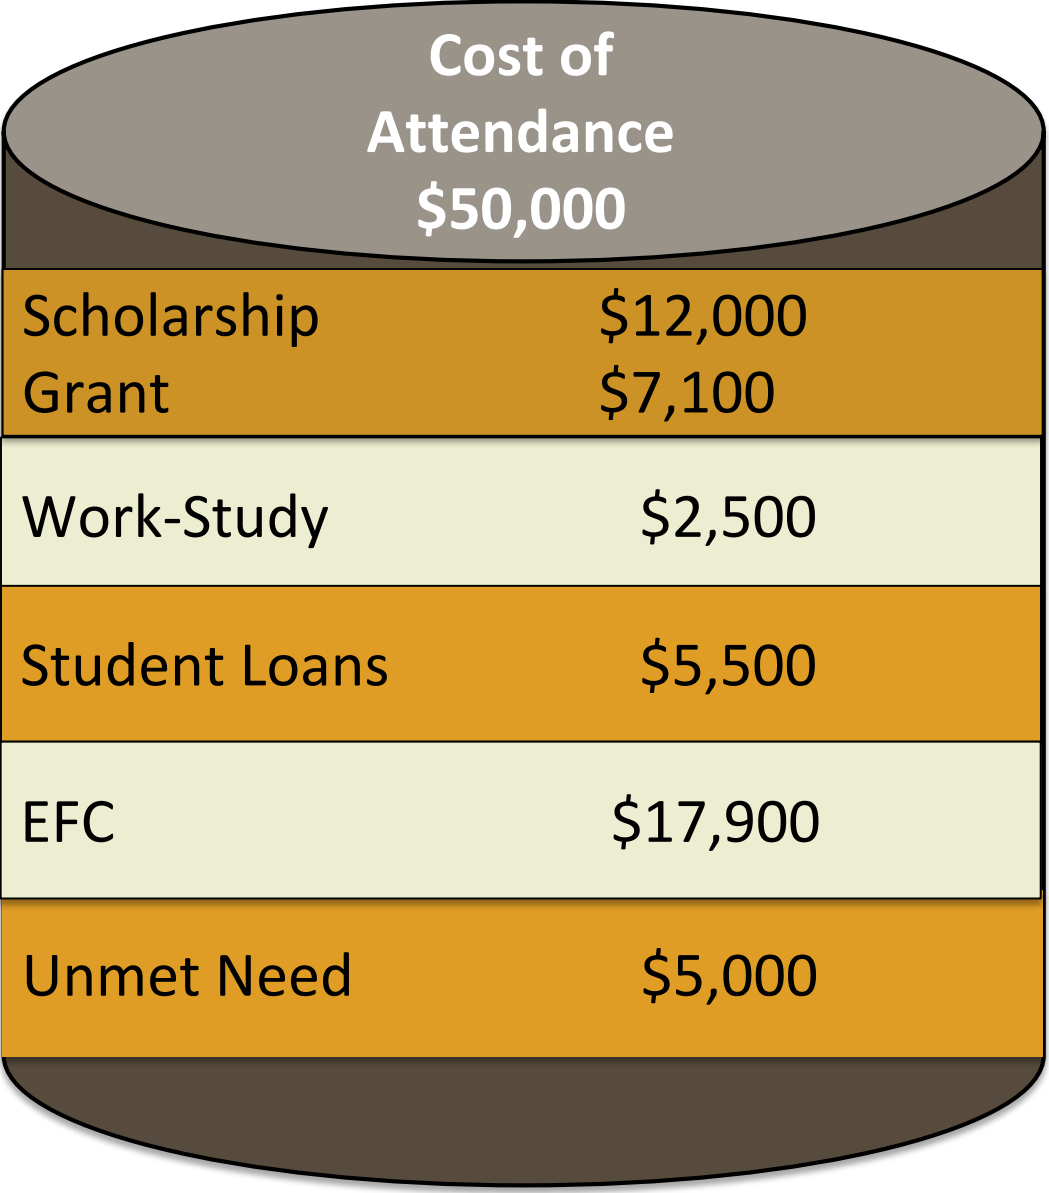 Cost of
Attendance
$50,000
Scholarship $12,000
Grant $7,100
Work-Study $2,500
Student Loans $5,500
EFC $17,900
Unmet Need $5,000